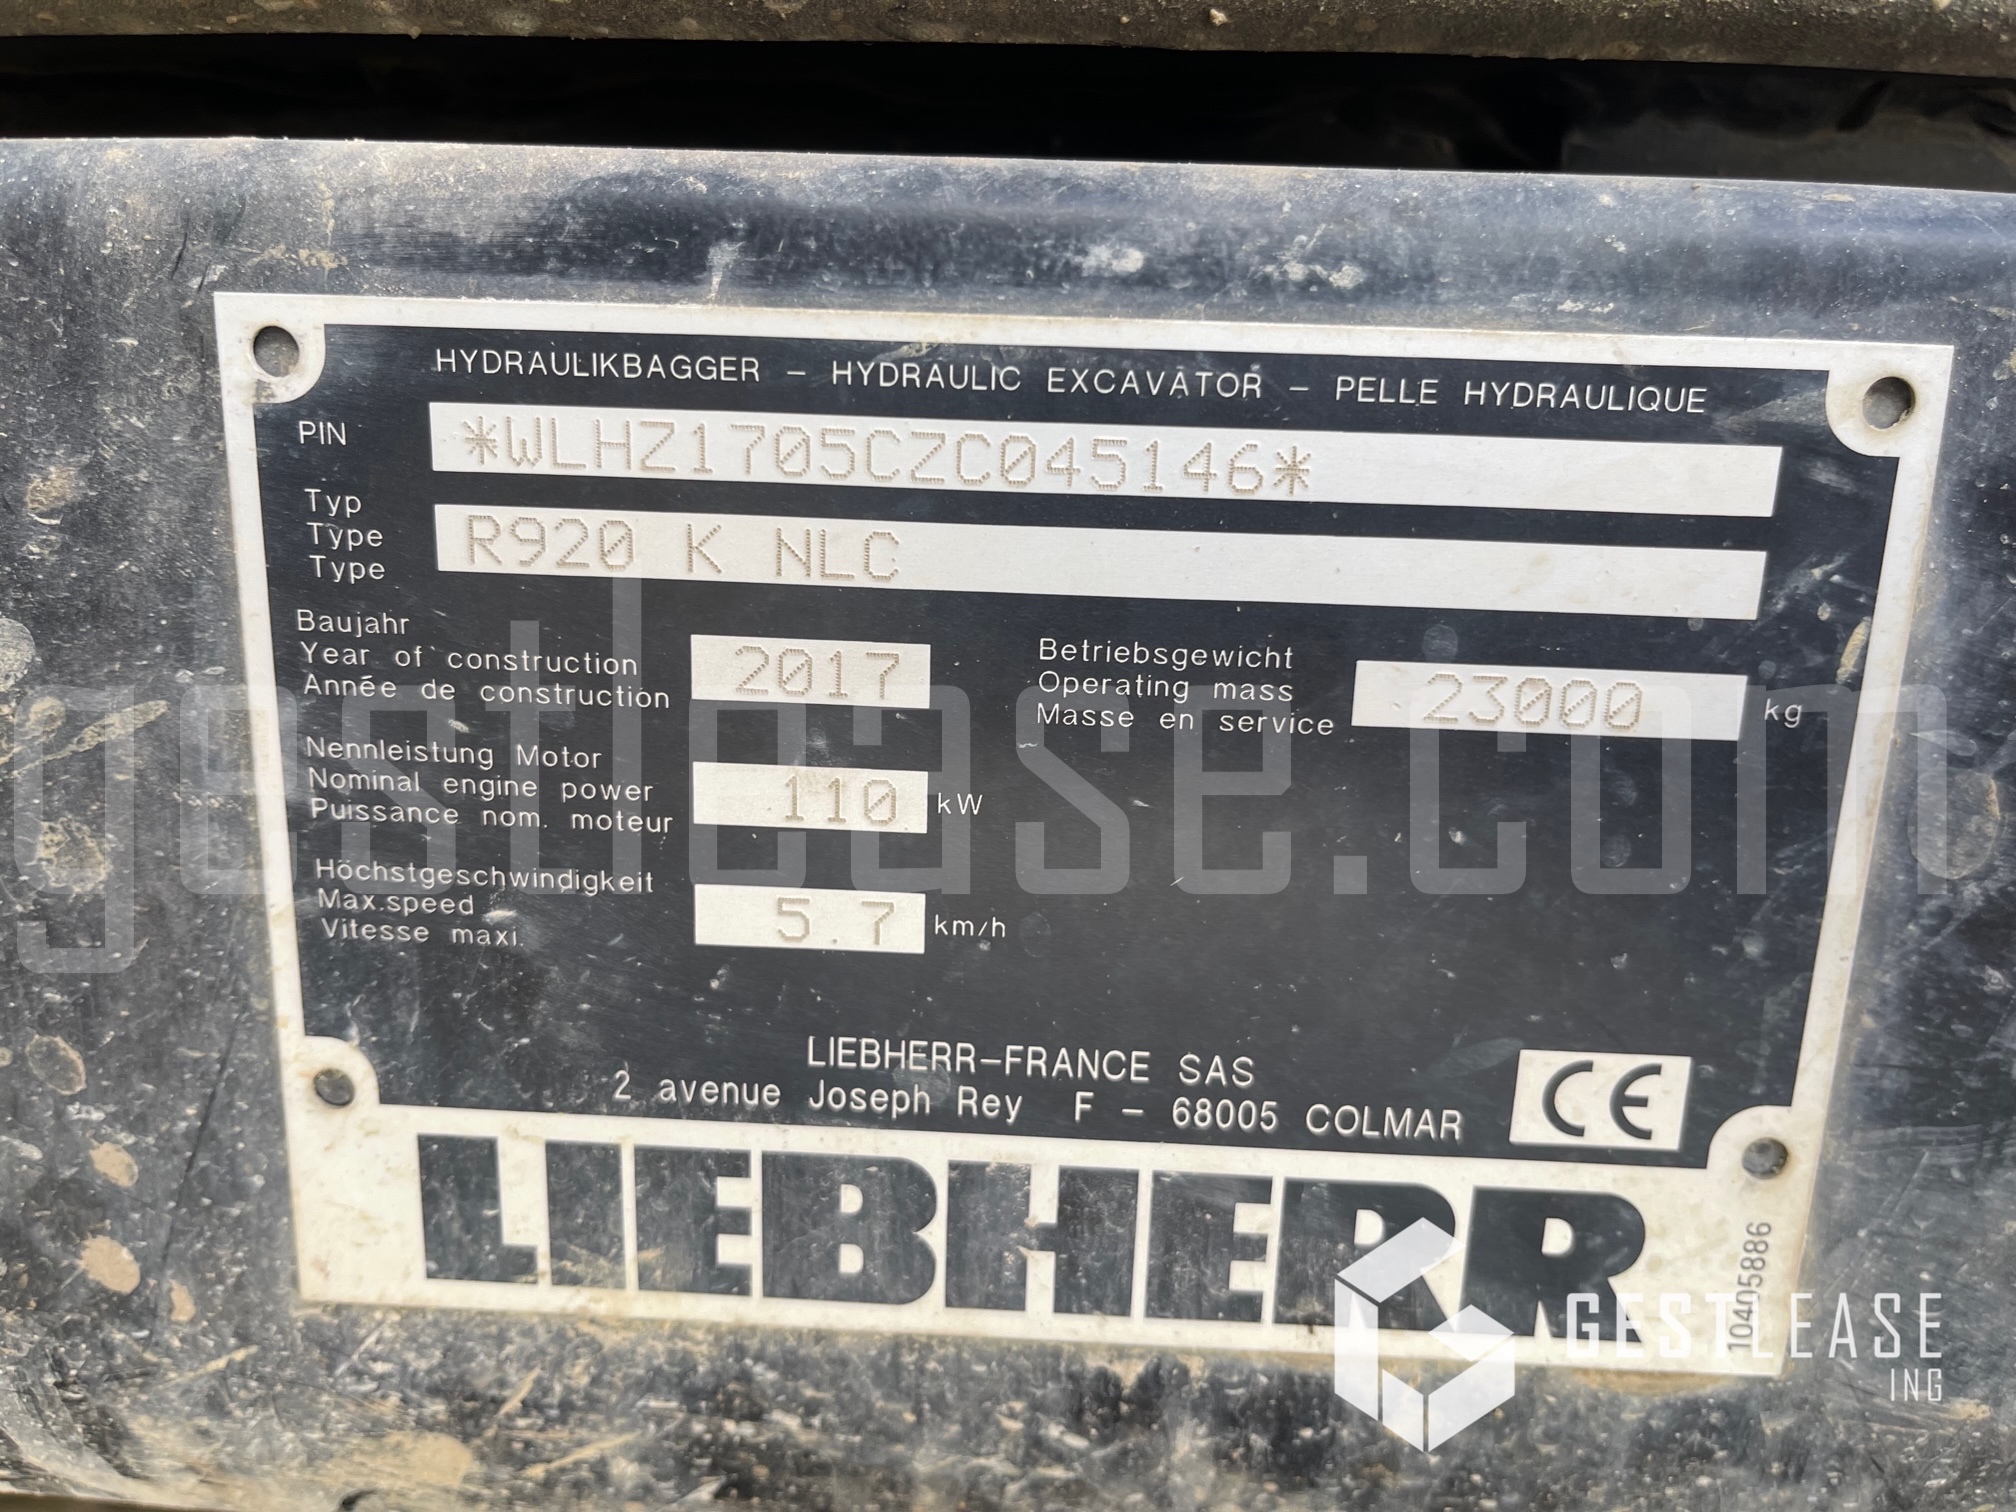 HYDRAULIKBAGGER - HYDRAULIC EXCAVATOR - PELLE HYDRAULIQUE
PIN *WLHZ1705CZC045146*
Typ
Type
Type
R920 K NLC
Baujahr
Year of construction
Année de construction
2017
Betriebsgewicht
Operating mass
Masse en service
23000 kg
Nennleistung Motor
Nominal engine power
Puissance nom. moteur
110 kW
Höchstgeschwindigkeit
Max.speed
Vitesse maxi.
5.7 km/h
LIEBHERR-FRANCE SAS
2 avenue Joseph Rey F - 68005 COLMAR
CE
LIEBHERR
10405886
gestlease.com
GESTLEASE
ING